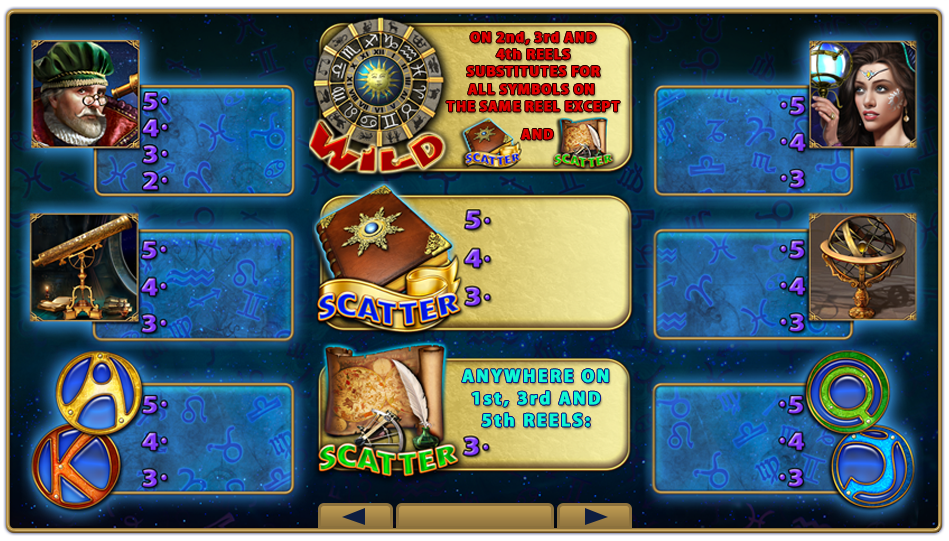 ON 2nd, 3rd AND
4th REELS
SUBSTITUTES FOR
ALL SYMBOLS ON
THE SAME REEL EXCEPT
SCATTER AND SCATTER
WILD
5·
4·
3·
2·
·5
·4
·3
5·
4·
3·
SCATTER
5·
4·
3·
·5
·4
·3
A
K
5·
4·
3·
ANYWHERE ON
1st, 3rd AND
5th REELS:
3·
SCATTER
Q
J
·5
·4
·3